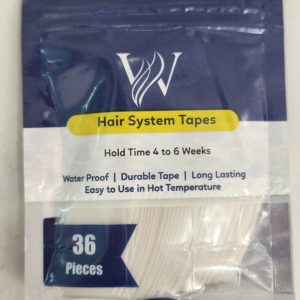 W
Hair System Tapes
Hold Time 4 to 6 Weeks
Water Proof | Durable Tape | Long Lasting
Easy to Use in Hot Temperature
36
Pieces